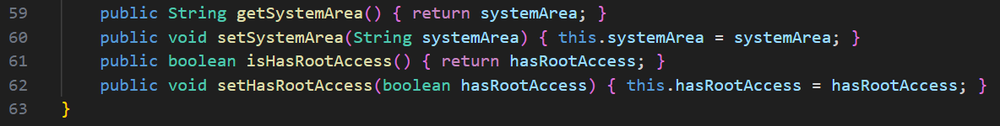 59 public String getSystemArea() { return systemArea; }
60 public void setSystemArea(String systemArea) { this.systemArea = systemArea; }
61 public boolean isHasRootAccess() { return hasRootAccess; }
62 public void setHasRootAccess(boolean hasRootAccess) { this.hasRootAccess = hasRootAccess; }
63 }